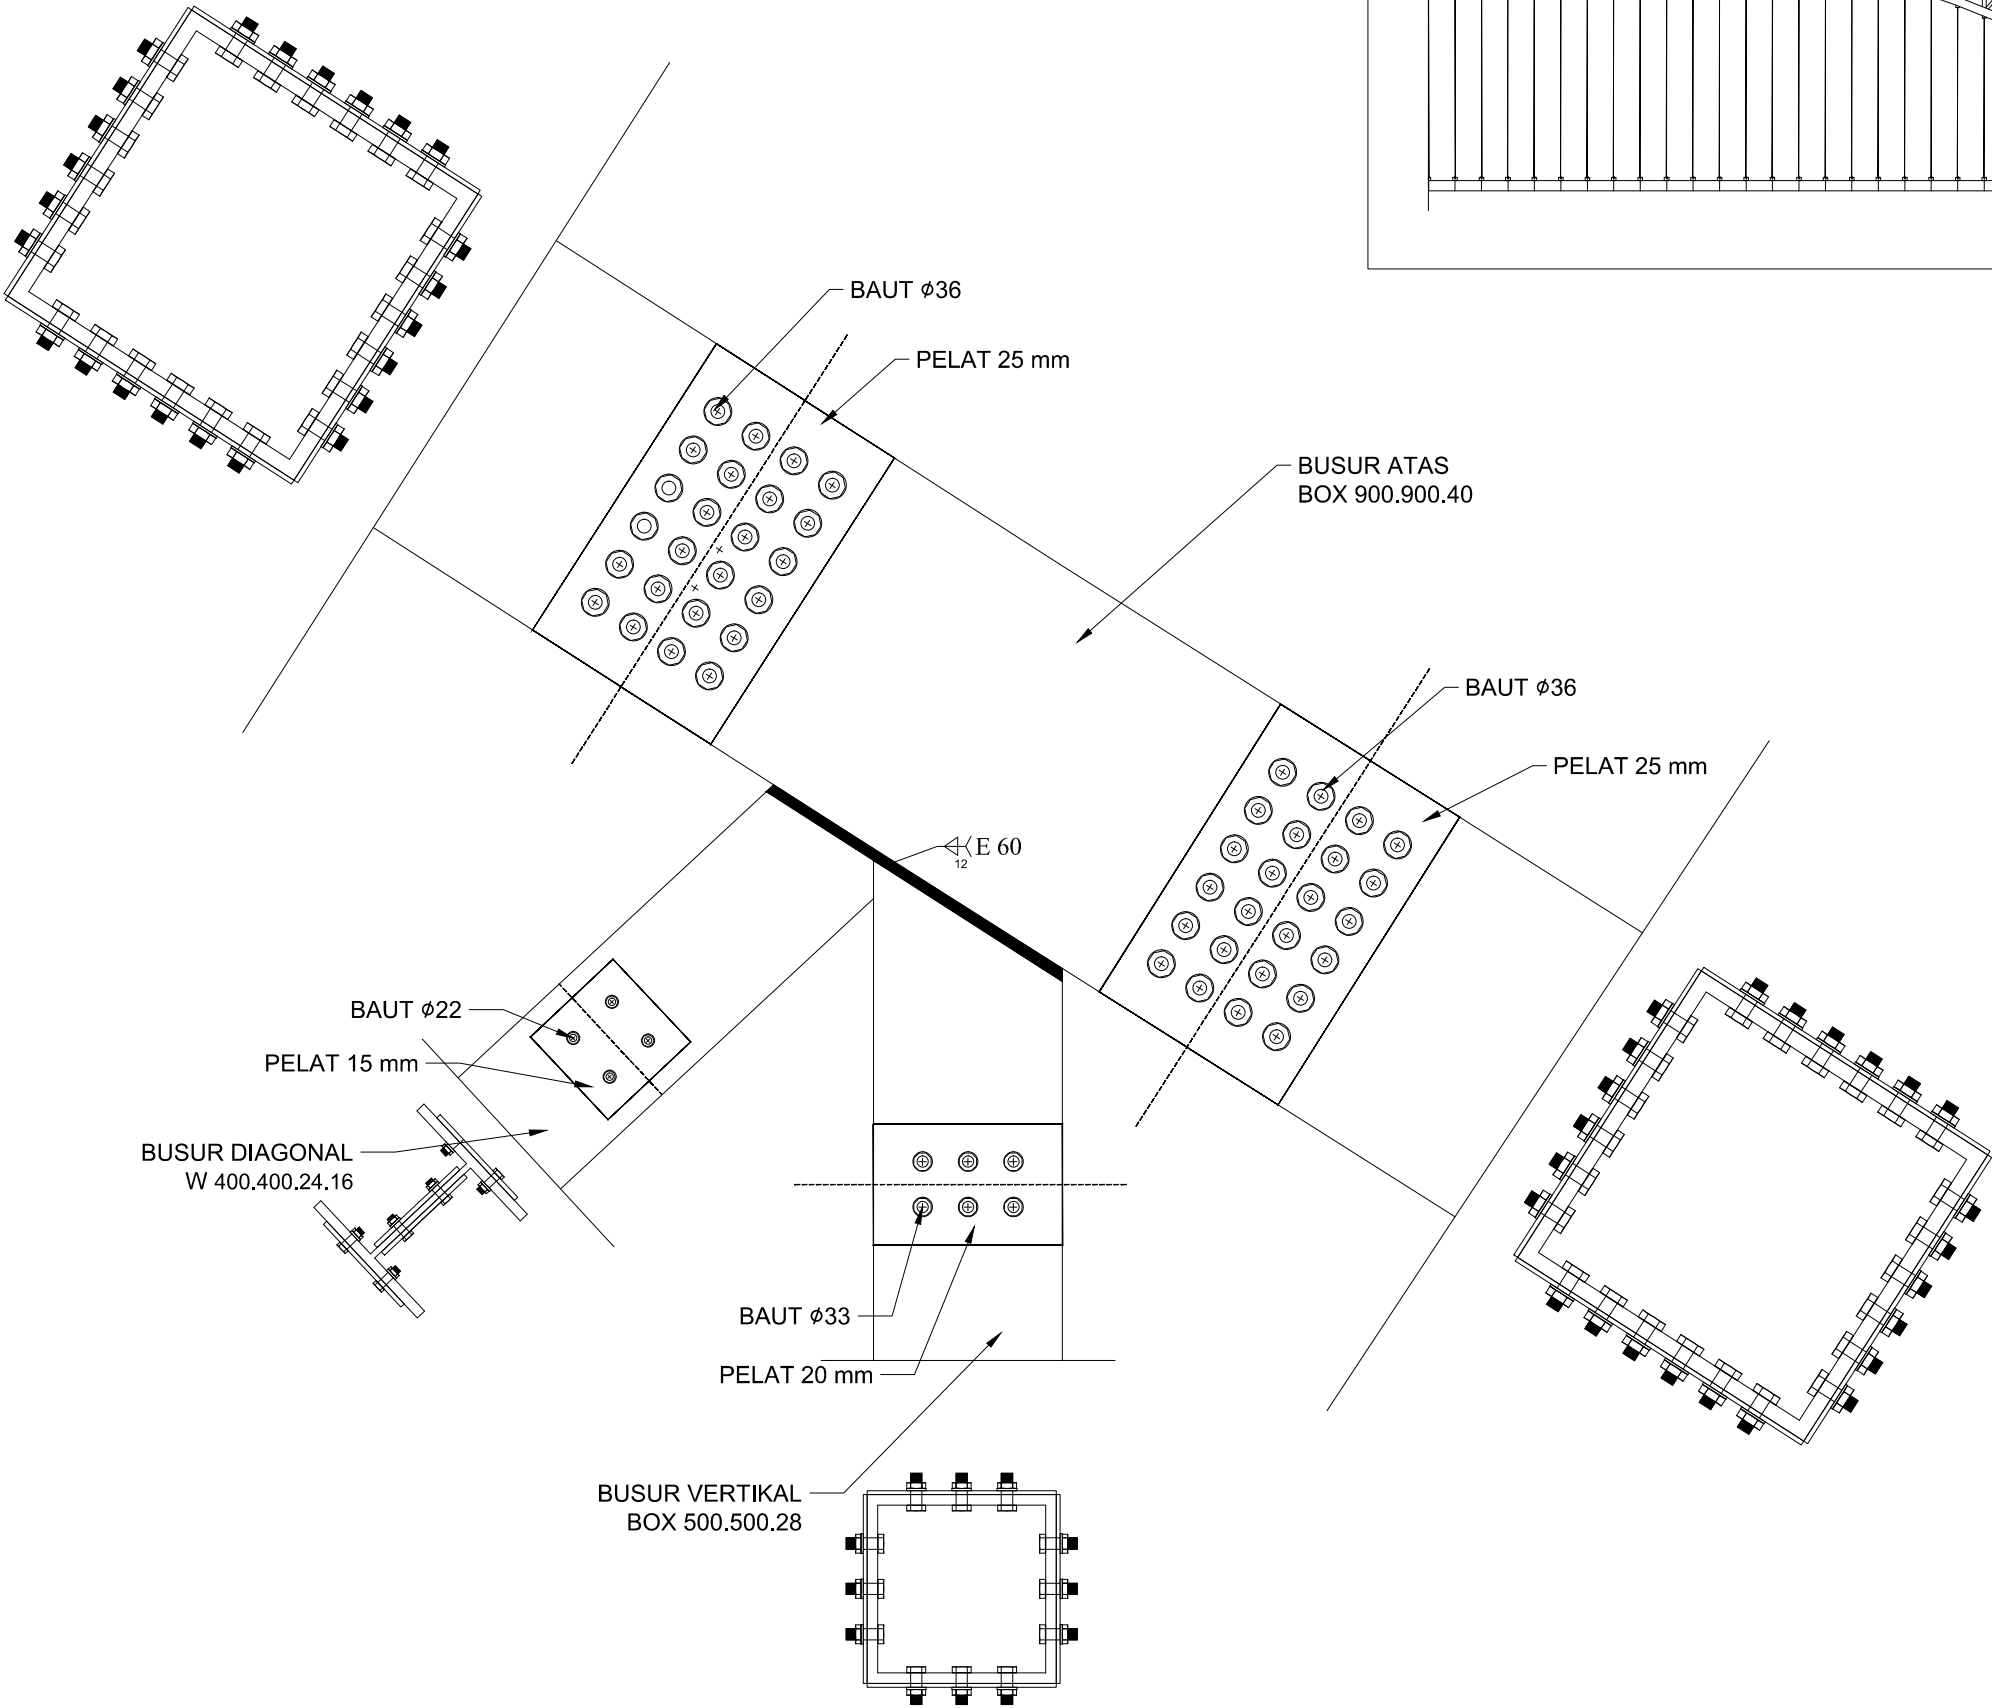 BAUT ϕ36
PELAT 25 mm
BUSUR ATAS
BOX 900.900.40
BAUT ϕ36
PELAT 25 mm
E 60
12
BAUT ϕ22
PELAT 15 mm
BUSUR DIAGONAL
W 400.400.24.16
BAUT ϕ33
PELAT 20 mm
BUSUR VERTIKAL
BOX 500.500.28